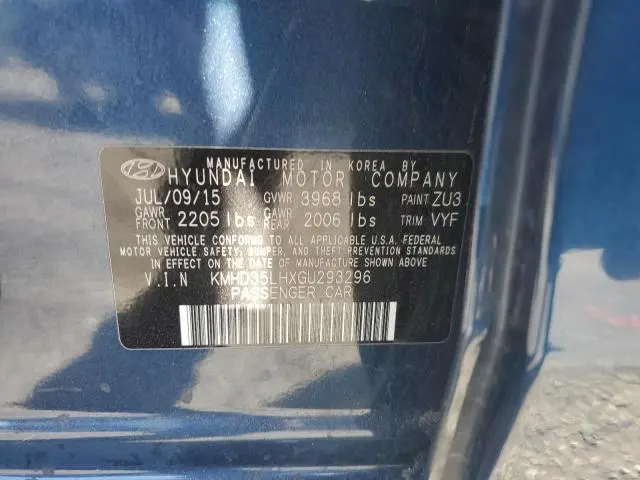 MANUFACTURED IN KOREA BY
HYUNDAI MOTOR COMPANY
JUL/09/15 GVWR 3968 lbs PAINT ZU3
GAWR FRONT 2205 lbs GAWR REAR 2006 lbs TRIM VYF
THIS VEHICLE CONFORMS TO ALL APPLICABLE U.S.A. FEDERAL
MOTOR VEHICLE SAFETY, BUMPER, AND THEFT PREVENTION STANDARDS
IN EFFECT ON THE DATE OF MANUFACTURE SHOWN ABOVE
V.I.N KMHD35LHXGU293296
PASSENGER CAR